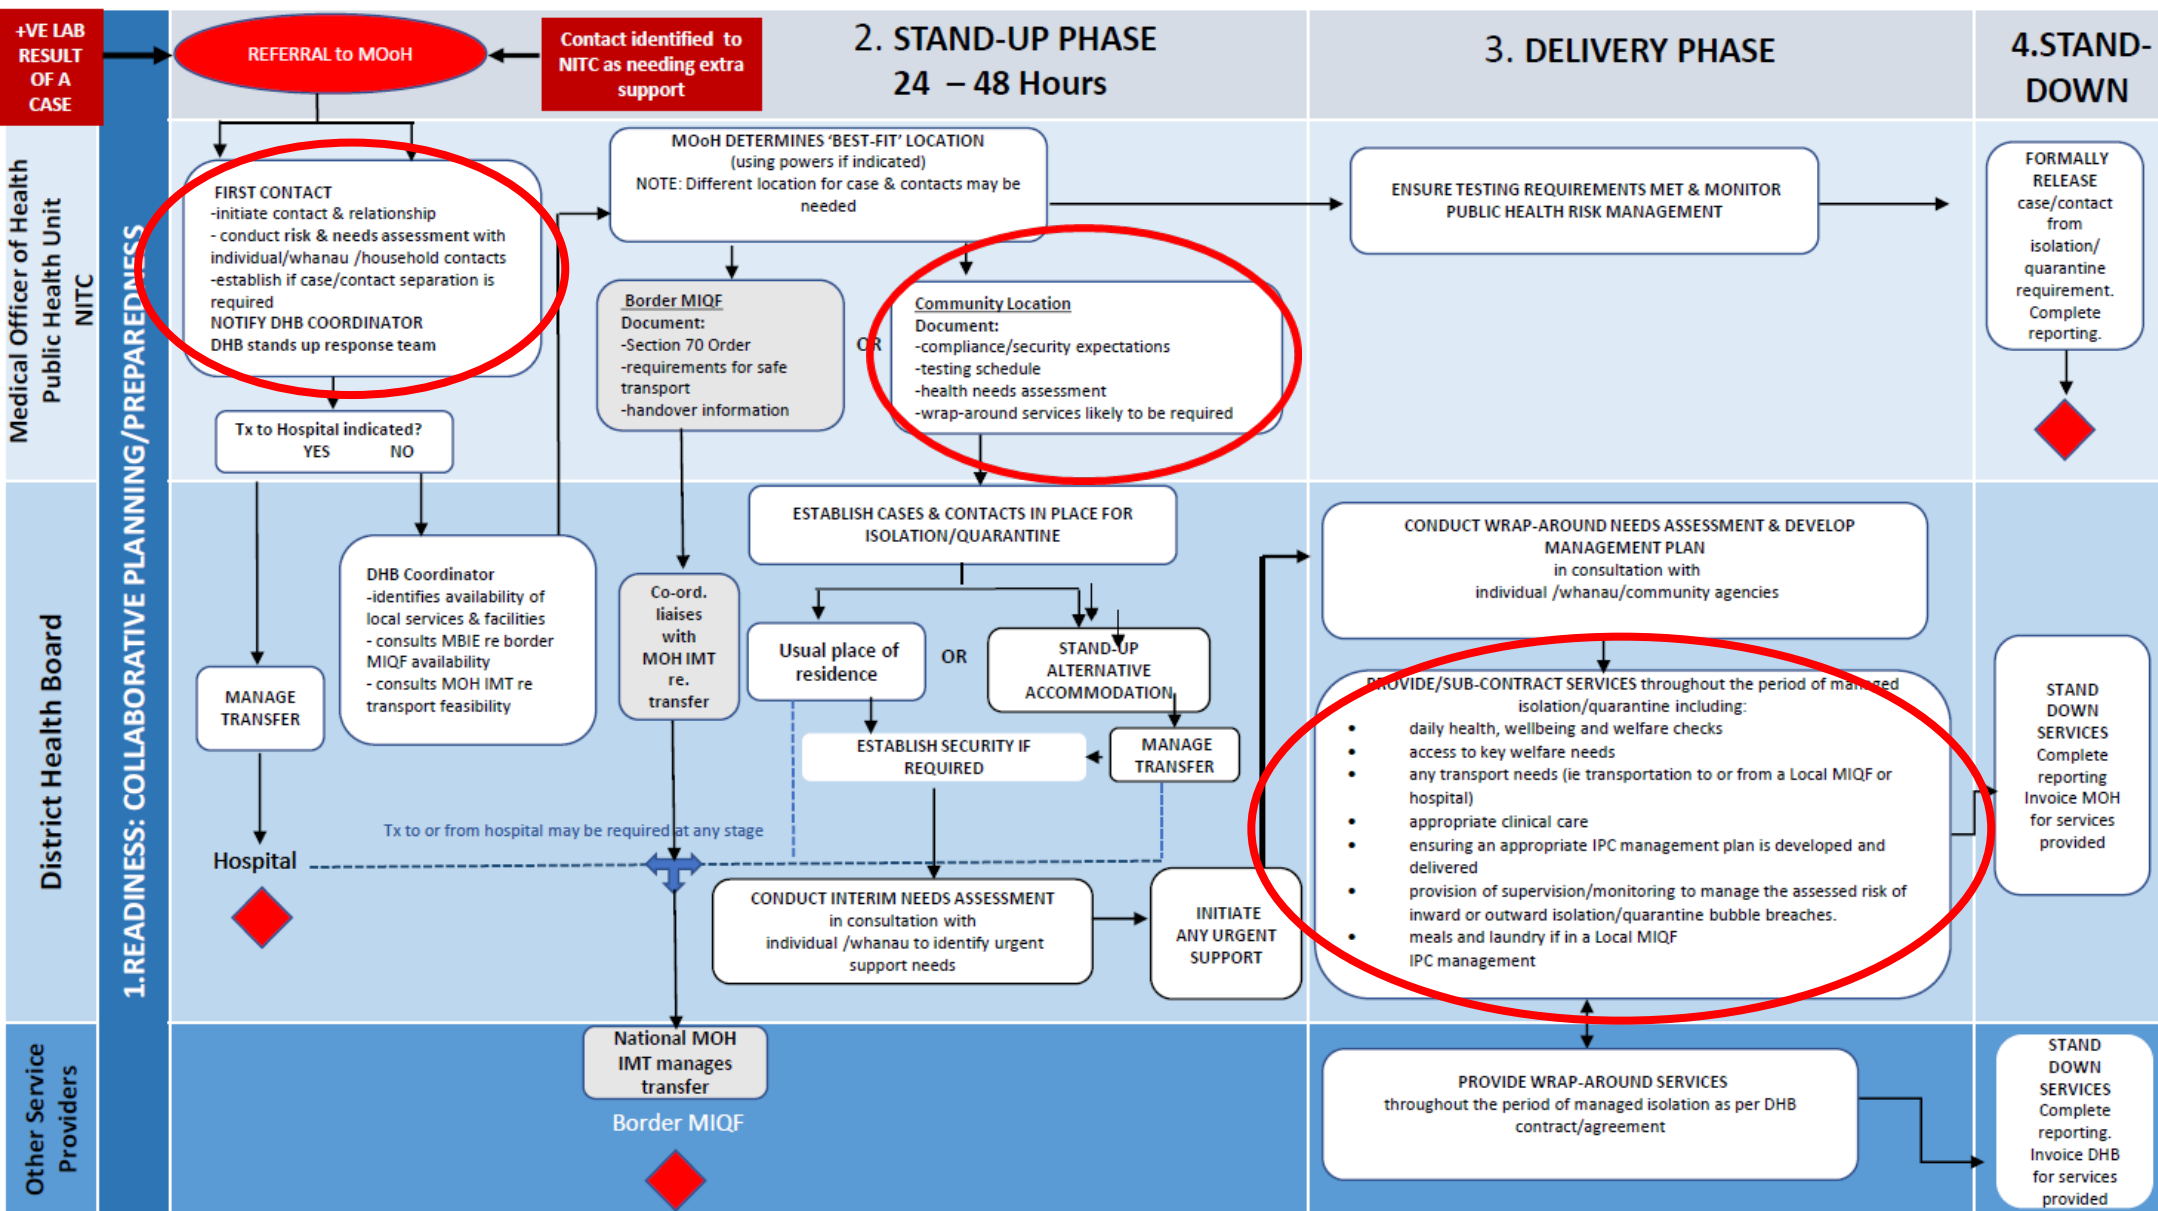 +VE LAB
RESULT
OF A
CASE
REFERRAL to MOoH
Contact identified to
NITC as needing extra
support
2. STAND-UP PHASE
24 – 48 Hours
3. DELIVERY PHASE
4.STAND-
DOWN
Medical Officer of Health
Public Health Unit
NITC
1.READINESS: COLLABORATIVE PLANNING/PREPAREDNESS
FIRST CONTACT
-initiate contact & relationship
- conduct risk & needs assessment with
individual/whanau /household contacts
-establish if case/contact separation is
required
NOTIFY DHB COORDINATOR
DHB stands up response team
Tx to Hospital indicated?
YES NO
MOoH DETERMINES ‘BEST-FIT’ LOCATION
(using powers if indicated)
NOTE: Different location for case & contacts may be
needed
Border MIQF
Document:
-Section 70 Order
-requirements for safe
transport
-handover information
OR
Community Location
Document:
-compliance/security expectations
-testing schedule
-health needs assessment
-wrap-around services likely to be required
ENSURE TESTING REQUIREMENTS MET & MONITOR
PUBLIC HEALTH RISK MANAGEMENT
FORMALLY
RELEASE
case/contact
from
isolation/
quarantine
requirement.
Complete
reporting.
District Health Board
MANAGE
TRANSFER
Hospital
DHB Coordinator
-identifies availability of
local services & facilities
- consults MBIE re border
MIQF availability
- consults MOH IMT re
transport feasibility
Tx to or from hospital may be required at any stage
Co-ord.
liaises
with
MOH IMT
re.
transfer
ESTABLISH CASES & CONTACTS IN PLACE FOR
ISOLATION/QUARANTINE
Usual place of
residence
OR
STAND-UP
ALTERNATIVE
ACCOMMODATION
ESTABLISH SECURITY IF
REQUIRED
MANAGE
TRANSFER
CONDUCT INTERIM NEEDS ASSESSMENT
in consultation with
individual /whanau to identify urgent
support needs
INITIATE
ANY URGENT
SUPPORT
CONDUCT WRAP-AROUND NEEDS ASSESSMENT & DEVELOP
MANAGEMENT PLAN
in consultation with
individual /whanau/community agencies
PROVIDE/SUB-CONTRACT SERVICES throughout the period of managed
isolation/quarantine including:
• daily health, wellbeing and welfare checks
• access to key welfare needs
• any transport needs (ie transportation to or from a Local MIQF or
hospital)
• appropriate clinical care
• ensuring an appropriate IPC management plan is developed and
delivered
• provision of supervision/monitoring to manage the assessed risk of
inward or outward isolation/quarantine bubble breaches.
• meals and laundry if in a Local MIQF
IPC management
STAND
DOWN
SERVICES
Complete
reporting
Invoice MOH
for services
provided
Other Service
Providers
National MOH
IMT manages
transfer
Border MIQF
PROVIDE WRAP-AROUND SERVICES
throughout the period of managed isolation as per DHB
contract/agreement
STAND
DOWN
SERVICES
Complete
reporting.
Invoice DHB
for services
provided